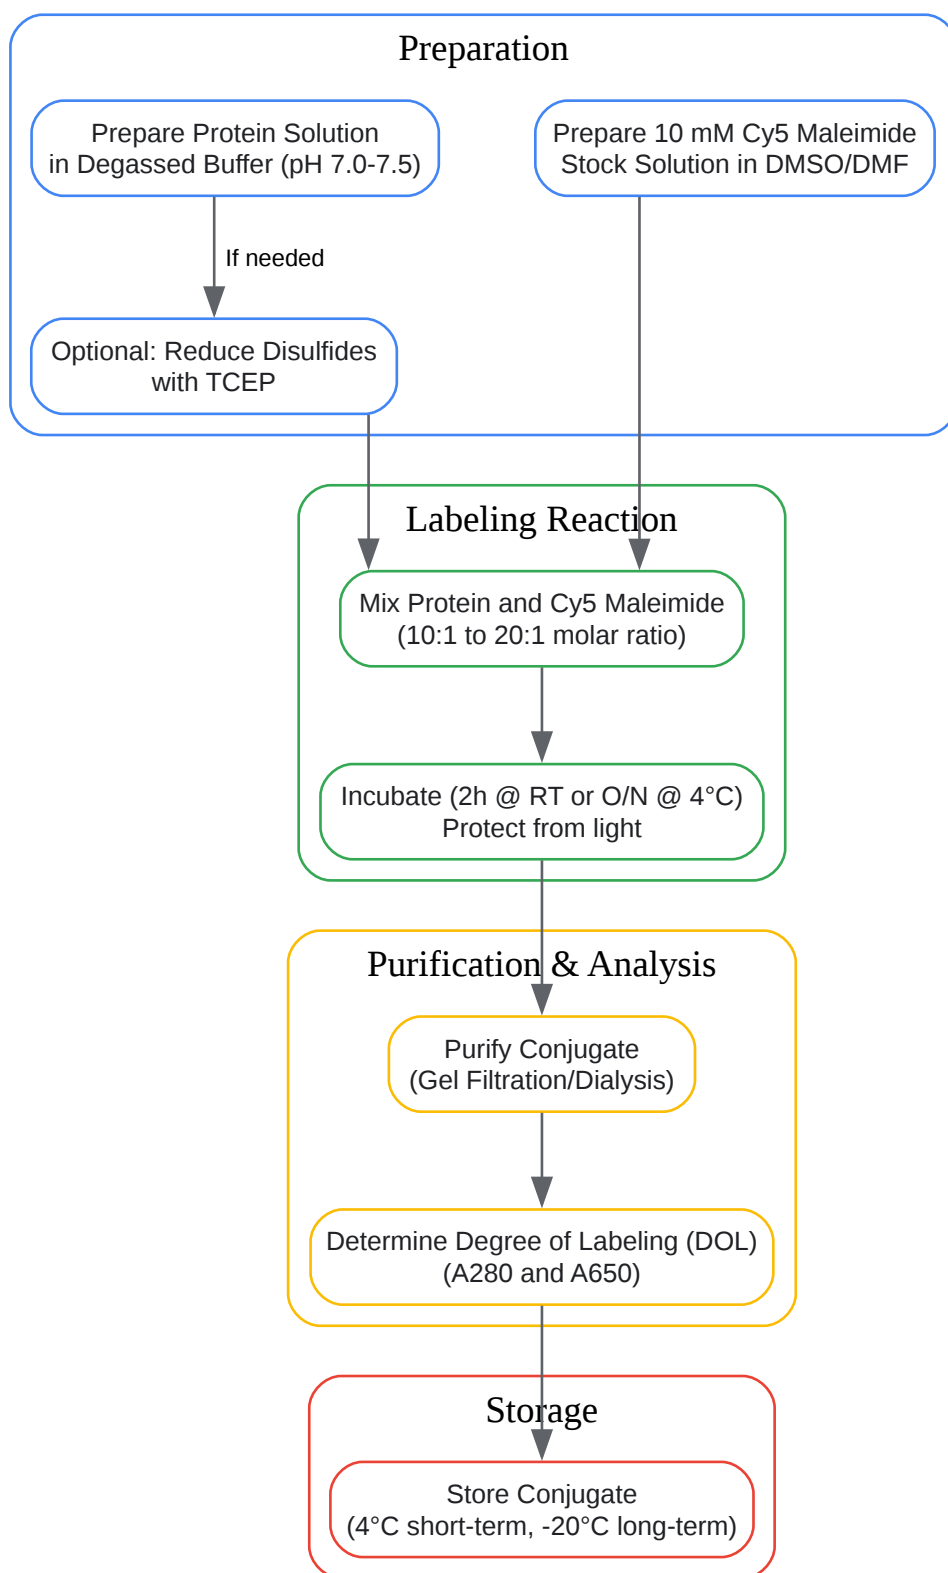 Preparation
Prepare Protein Solution
in Degassed Buffer (pH 7.0-7.5)
Prepare 10 mM Cy5 Maleimide
Stock Solution in DMSO/DMF
If needed
Optional: Reduce Disulfides
with TCEP
Labeling Reaction
Mix Protein and Cy5 Maleimide
(10:1 to 20:1 molar ratio)
Incubate (2h @ RT or O/N @ 4°C)
Protect from light
Purification & Analysis
Purify Conjugate
(Gel Filtration/Dialysis)
Determine Degree of Labeling (DOL)
(A280 and A650)
Storage
Store Conjugate
(4°C short-term, -20°C long-term)